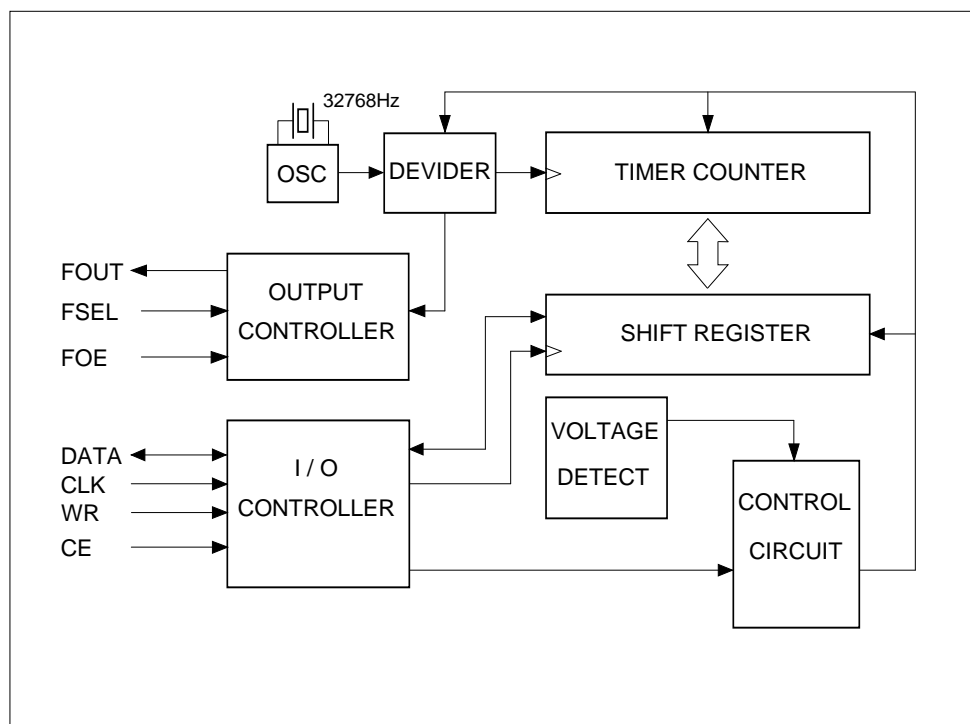 32768Hz
OSC
DEVIDER
TIMER COUNTER
FOUT
FSEL
FOE
OUTPUT
CONTROLLER
SHIFT REGISTER
DATA
CLK
WR
CE
I / O
CONTROLLER
VOLTAGE
DETECT
CONTROL
CIRCUIT